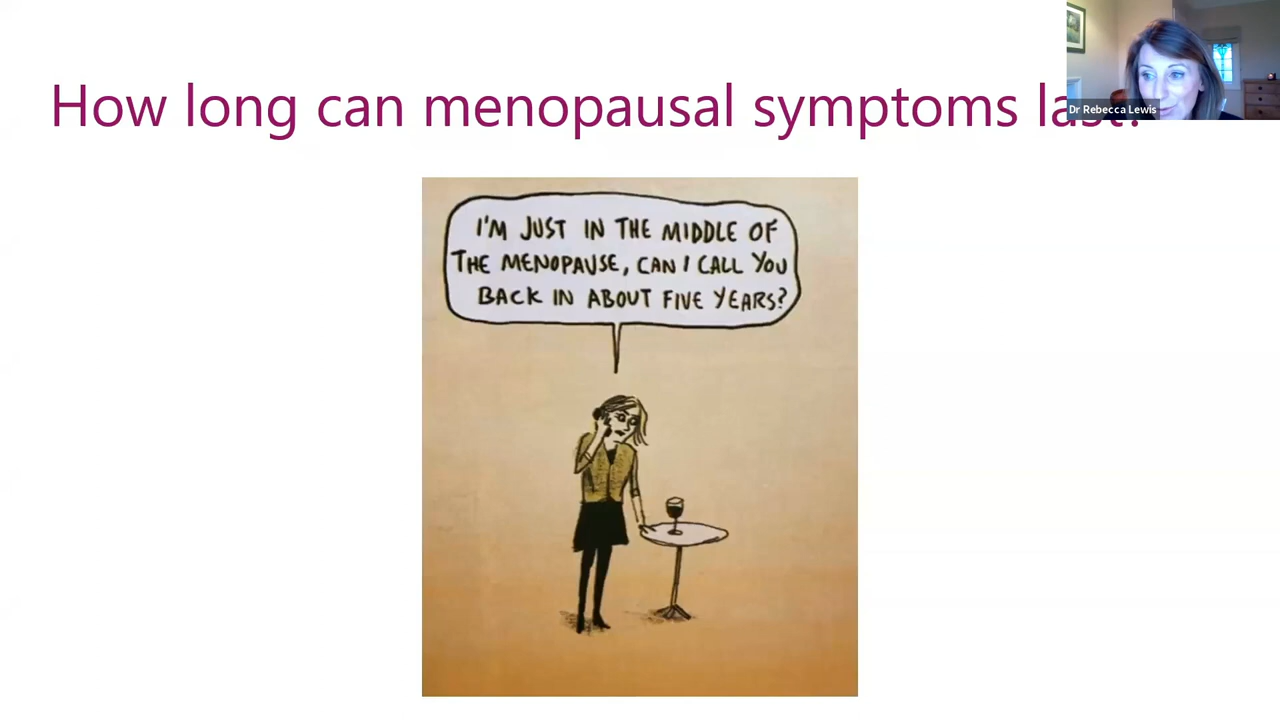 How long can menopausal symptoms last?
Dr Rebecca Lewis
I'M JUST IN THE MIDDLE OF
THE MENOPAUSE, CAN I CALL YOU
BACK IN ABOUT FIVE YEARS?